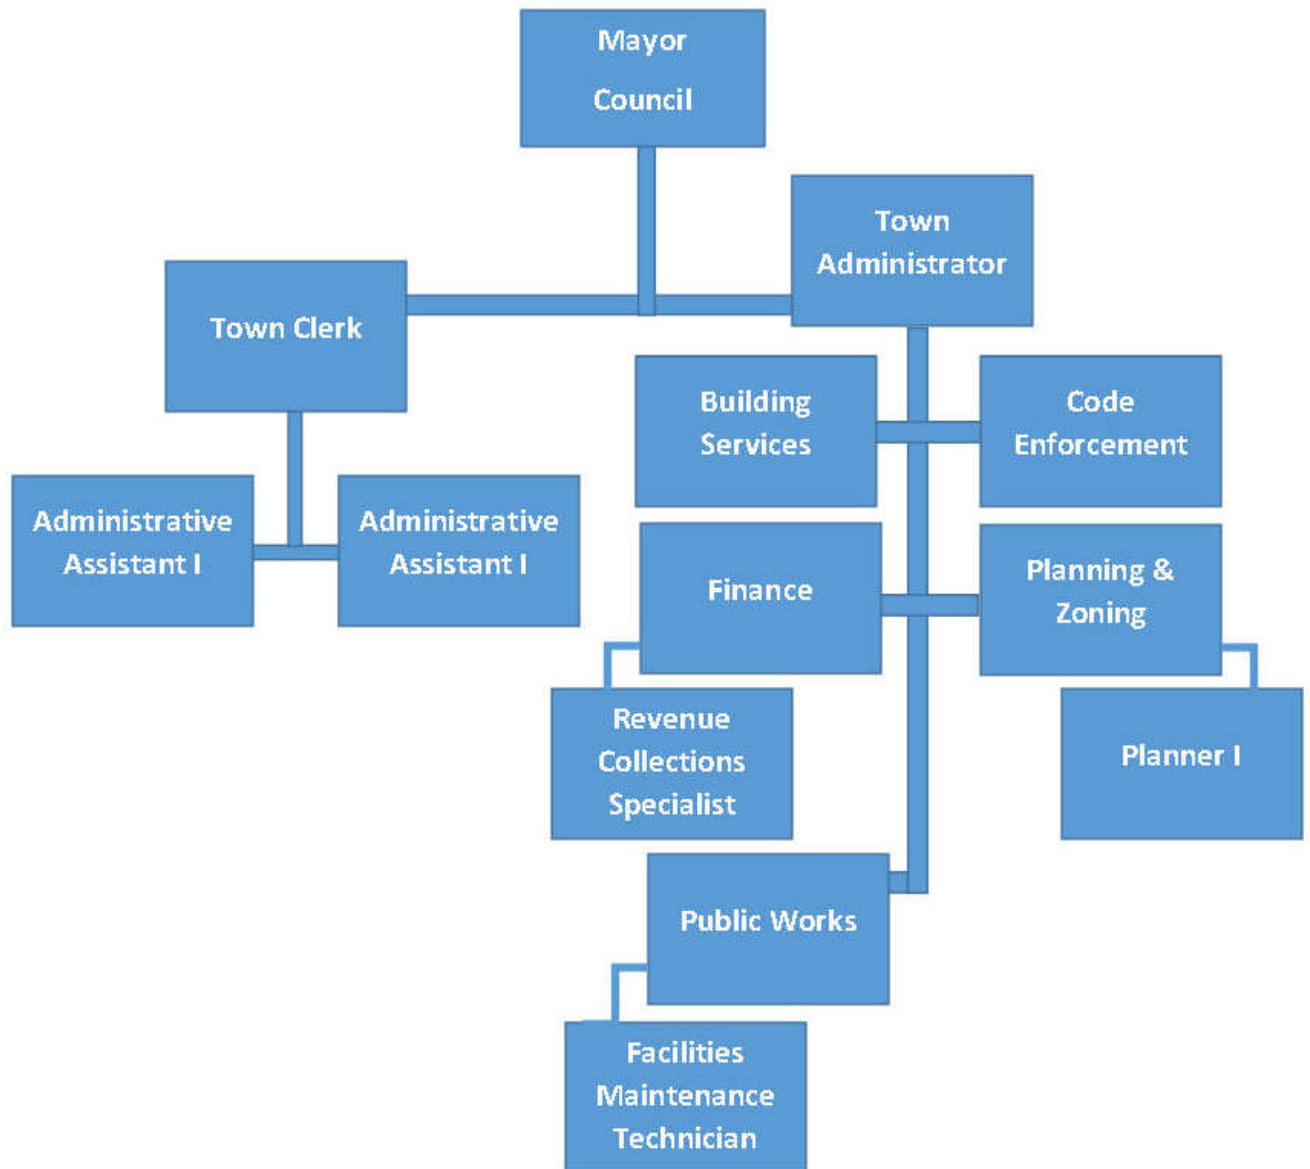 Mayor
Council
Town
Administrator
Town Clerk
Building
Services
Code
Enforcement
Administrative
Assistant I
Administrative
Assistant I
Finance
Planning &
Zoning
Revenue
Collections
Specialist
Planner I
Public Works
Facilities
Maintenance
Technician